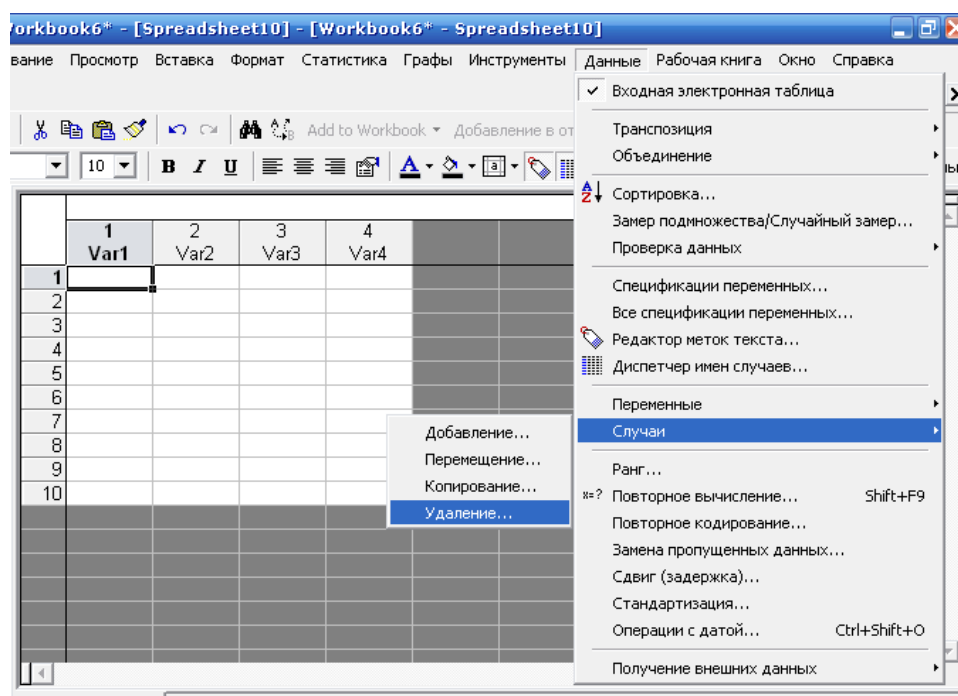 Workbook6* - [Spreadsheet10] - [Workbook6* - Spreadsheet10]
вание Просмотр Вставка Формат Статистика Графы Инструменты Данные Рабочая книга Окно Справка
Add to Workbook Добавление в от
10 B I U
1 2 3 4
Var1 Var2 Var3 Var4
1
2
3
4
5
6
7
8
9
10
Входная электронная таблица
Транспозиция
Объединение
Сортировка...
Замер подмножества/Случайный замер...
Проверка данных
Спецификации переменных...
Все спецификации переменных...
Редактор меток текста...
Диспетчер имен случаев...
Переменные
Случаи
Ранг...
x=? Повторное вычисление... Shift+F9
Повторное кодирование...
Замена пропущенных данных...
Сдвиг (задержка)...
Стандартизация...
Операции с датой... Ctrl+Shift+O
Получение внешних данных
Добавление...
Перемещение...
Копирование...
Удаление...